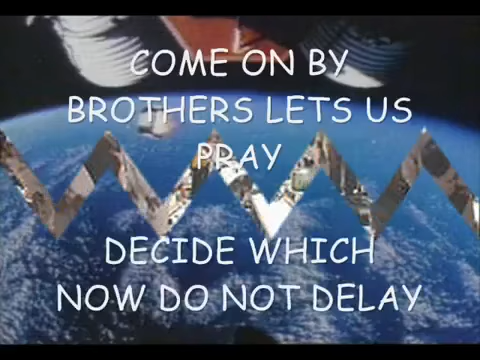 COME ON BY
BROTHERS LETS US
PRAY
DECIDE WHICH
NOW DO NOT DELAY